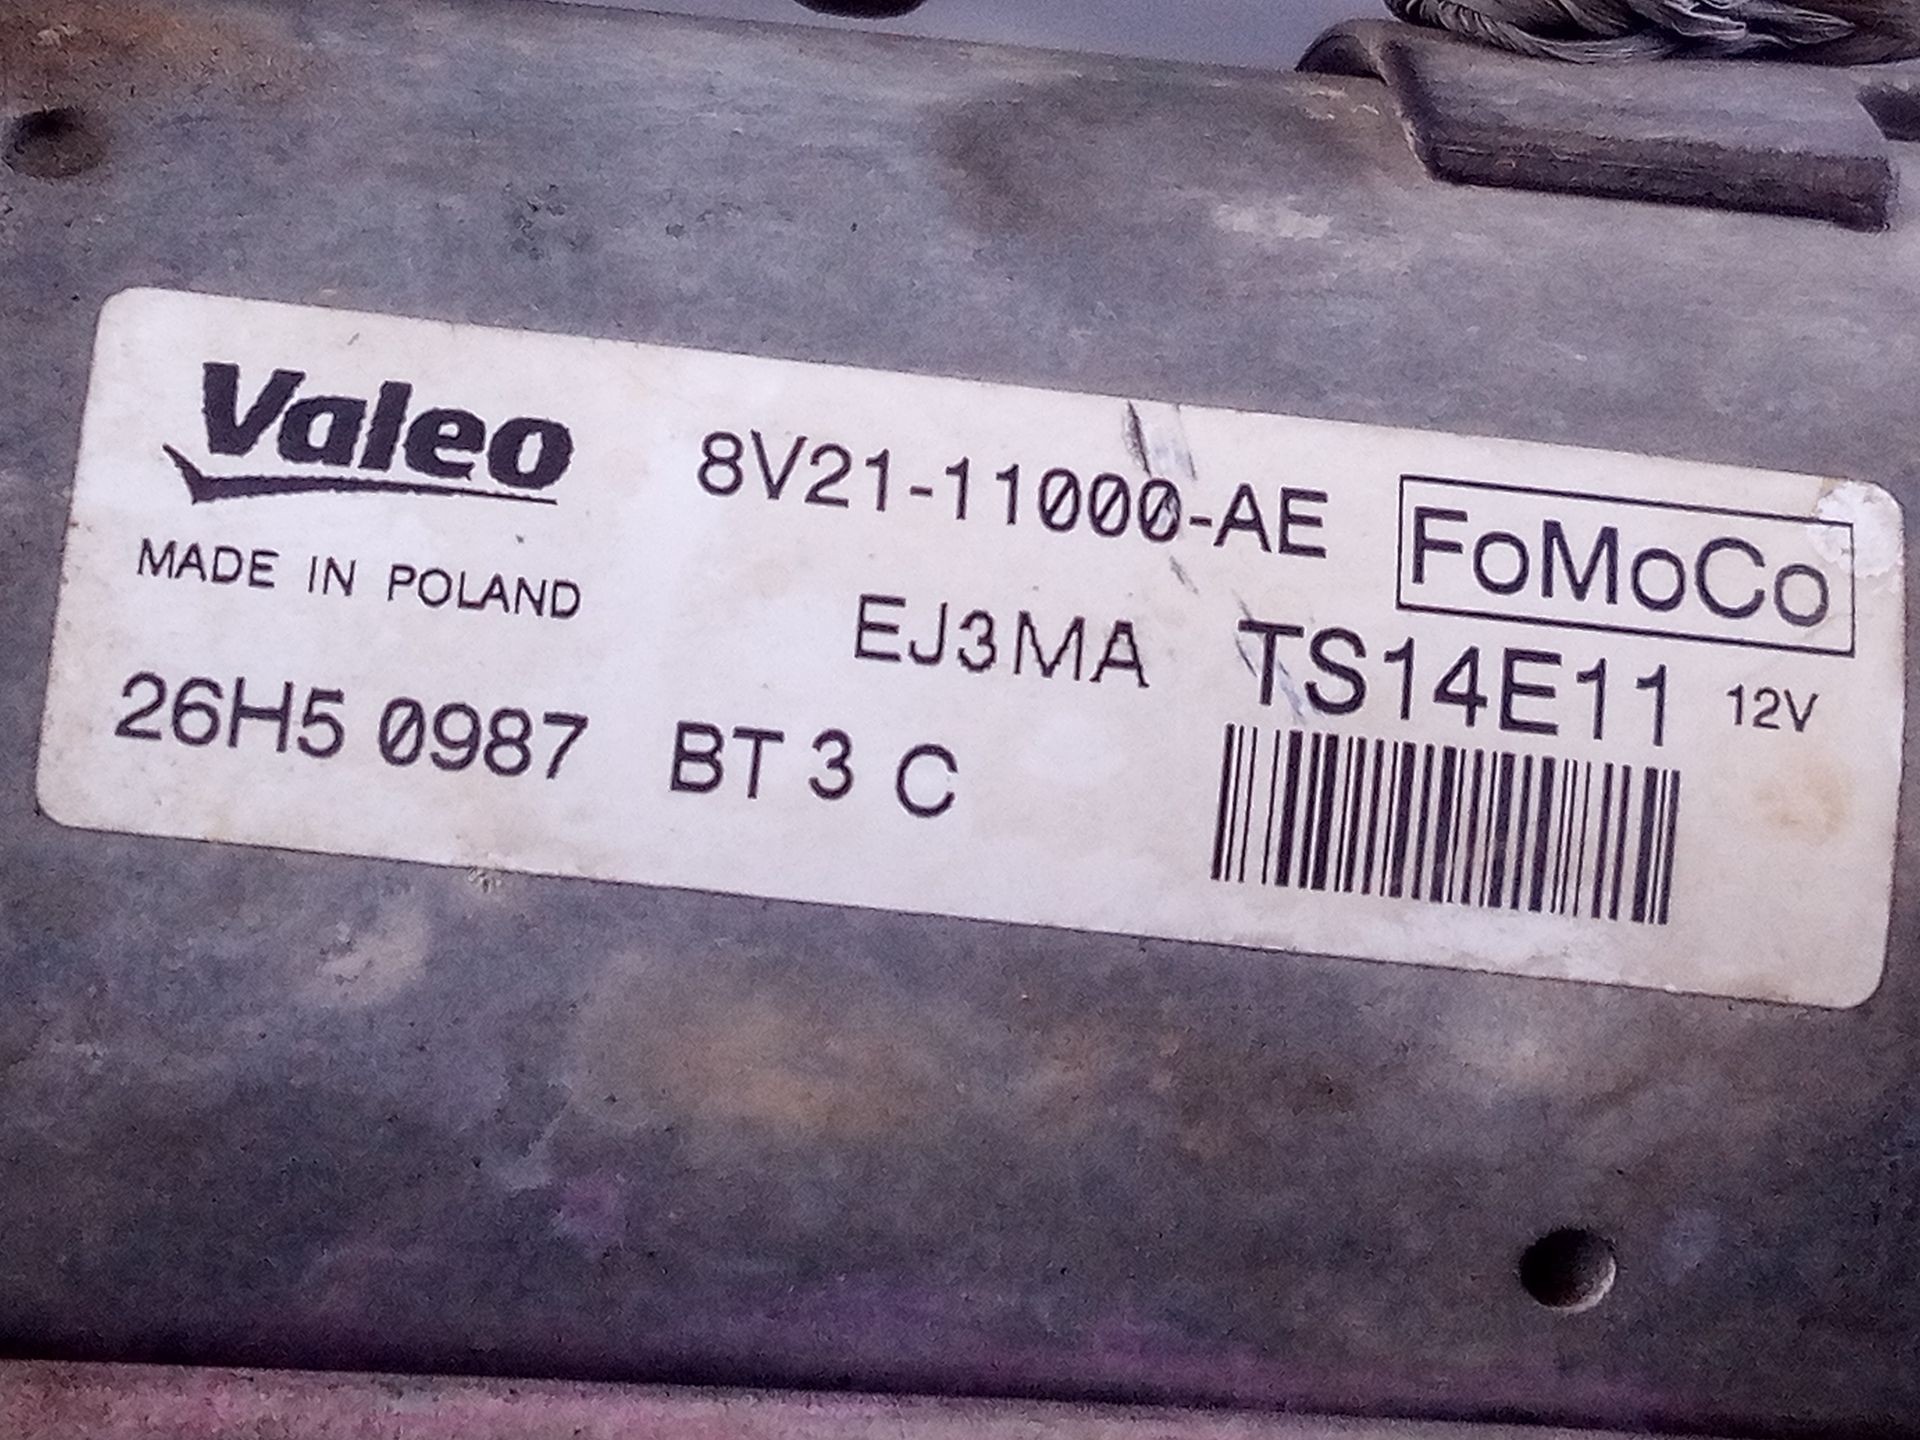 Valeo 8V21-11000-AE FoMoCo
MADE IN POLAND EJ3MA TS14E11 12V
26H5 0987 BT 3 C